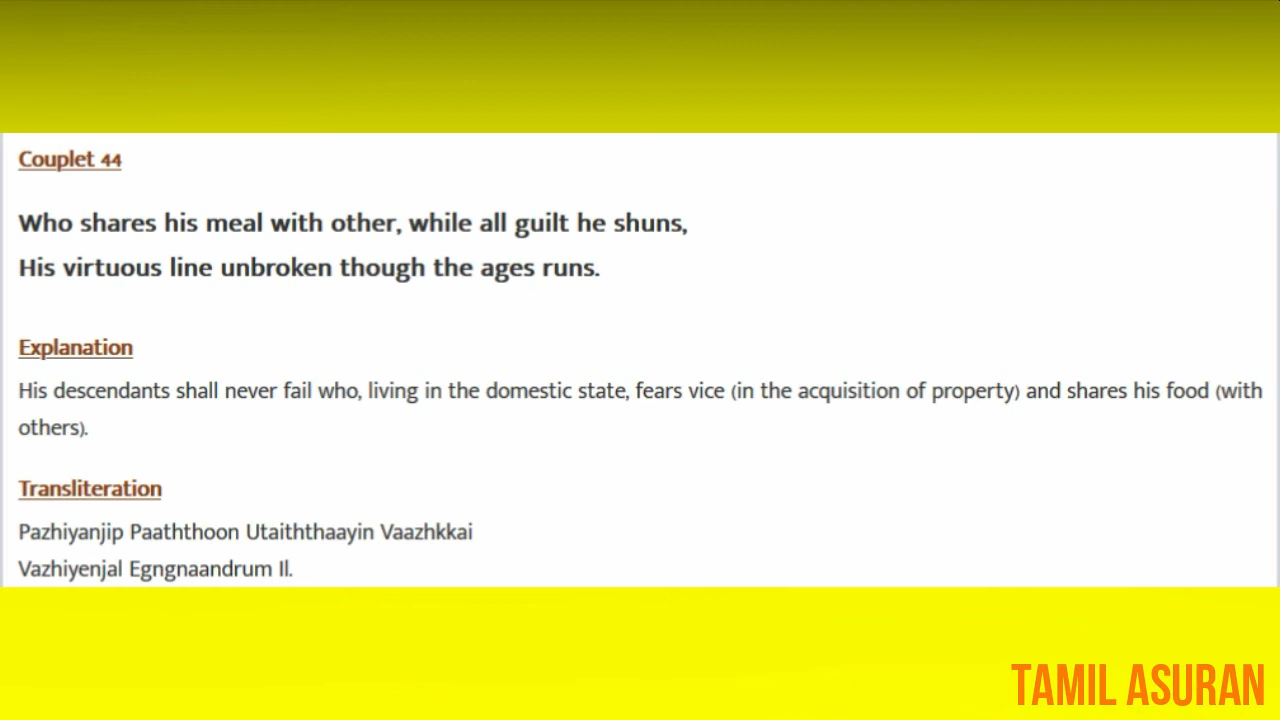 Couplet 44
Who shares his meal with other, while all guilt he shuns,
His virtuous line unbroken though the ages runs.
Explanation
His descendants shall never fail who, living in the domestic state, fears vice (in the acquisition of property) and shares his food (with
others).
Transliteration
Pazhiyanjip Paaththoon Utaiththaayin Vaazhkkai
Vazhiyenjal Egngnaandrum Il.
TAMIL ASURAN